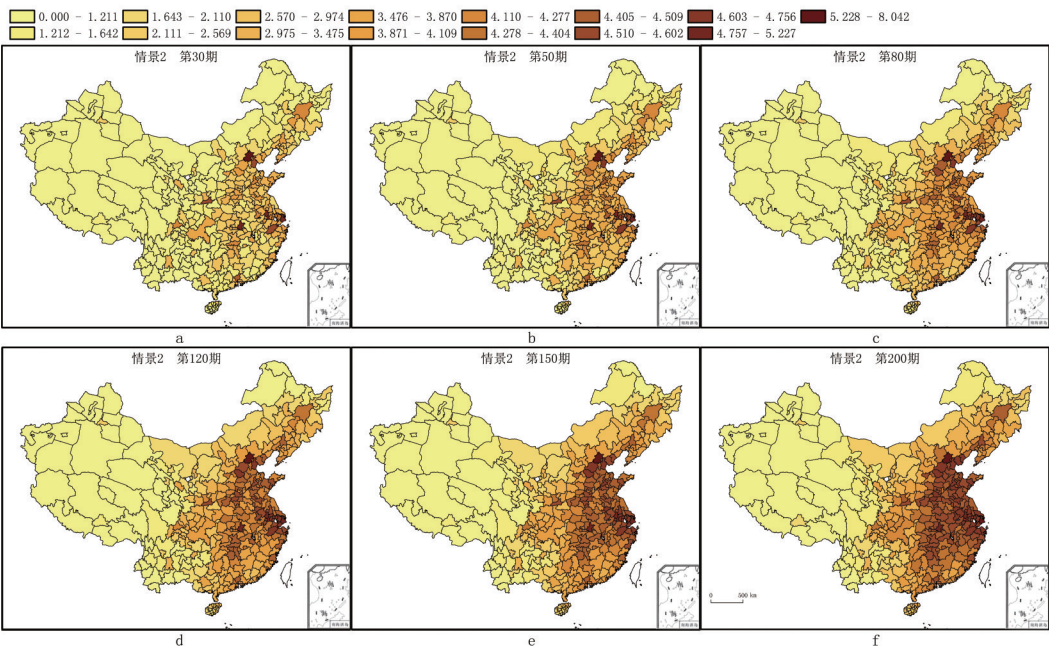 0.000 - 1.211 1.643 - 2.110 2.570 - 2.974 3.476 - 3.870 4.110 - 4.277 4.405 - 4.509 4.603 - 4.756 5.228 - 8.042
1.212 - 1.642 2.111 - 2.569 2.975 - 3.475 3.871 - 4.109 4.278 - 4.404 4.510 - 4.602 4.757 - 5.227
情景2 第30期 情景2 第50期 情景2 第80期
a b c
情景2 第120期 情景2 第150期 情景2 第200期
0 500 km
d e f